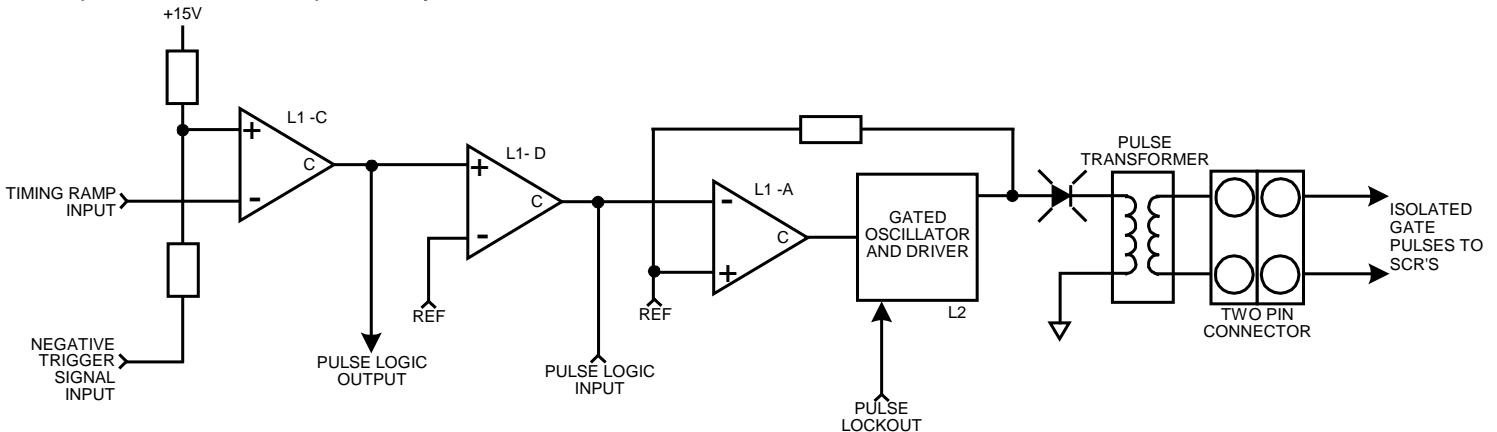 +15V
L1 -C
+
C
-
TIMING RAMP
INPUT
NEGATIVE
TRIGGER
SIGNAL
INPUT
PULSE LOGIC
OUTPUT
L1- D
+
C
-
REF
PULSE LOGIC
INPUT
L1 -A
-
C
+
REF
GATED
OSCILLATOR
AND DRIVER
L2
PULSE
LOCKOUT
PULSE
TRANSFORMER
TWO PIN
CONNECTOR
ISOLATED
GATE
PULSES TO
SCR'S